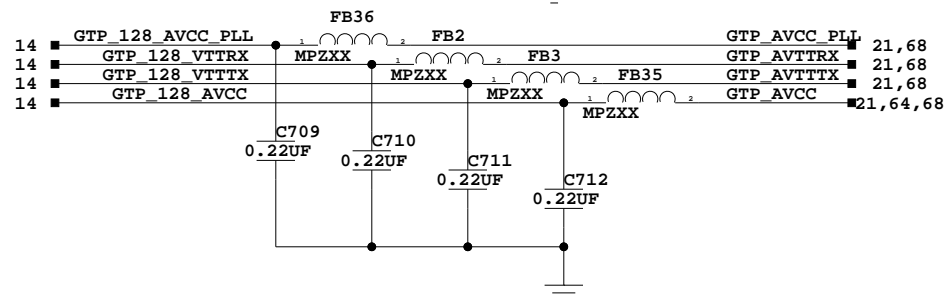 FB36
14 GTP_128_AVCC_PLL 1 2 FB2 GTP_AVCC_PLL 21,68
14 GTP_128_VTTRX MPZXX 1 2 FB3 GTP_AVTTRX 21,68
14 GTP_128_VTTTX MPZXX 1 2 FB35 GTP_AVTTTX 21,68
14 GTP_128_AVCC MPZXX 1 2 GTP_AVCC 21,64,68
MPZXX
C709
0.22UF
C710
0.22UF
C711
0.22UF
C712
0.22UF